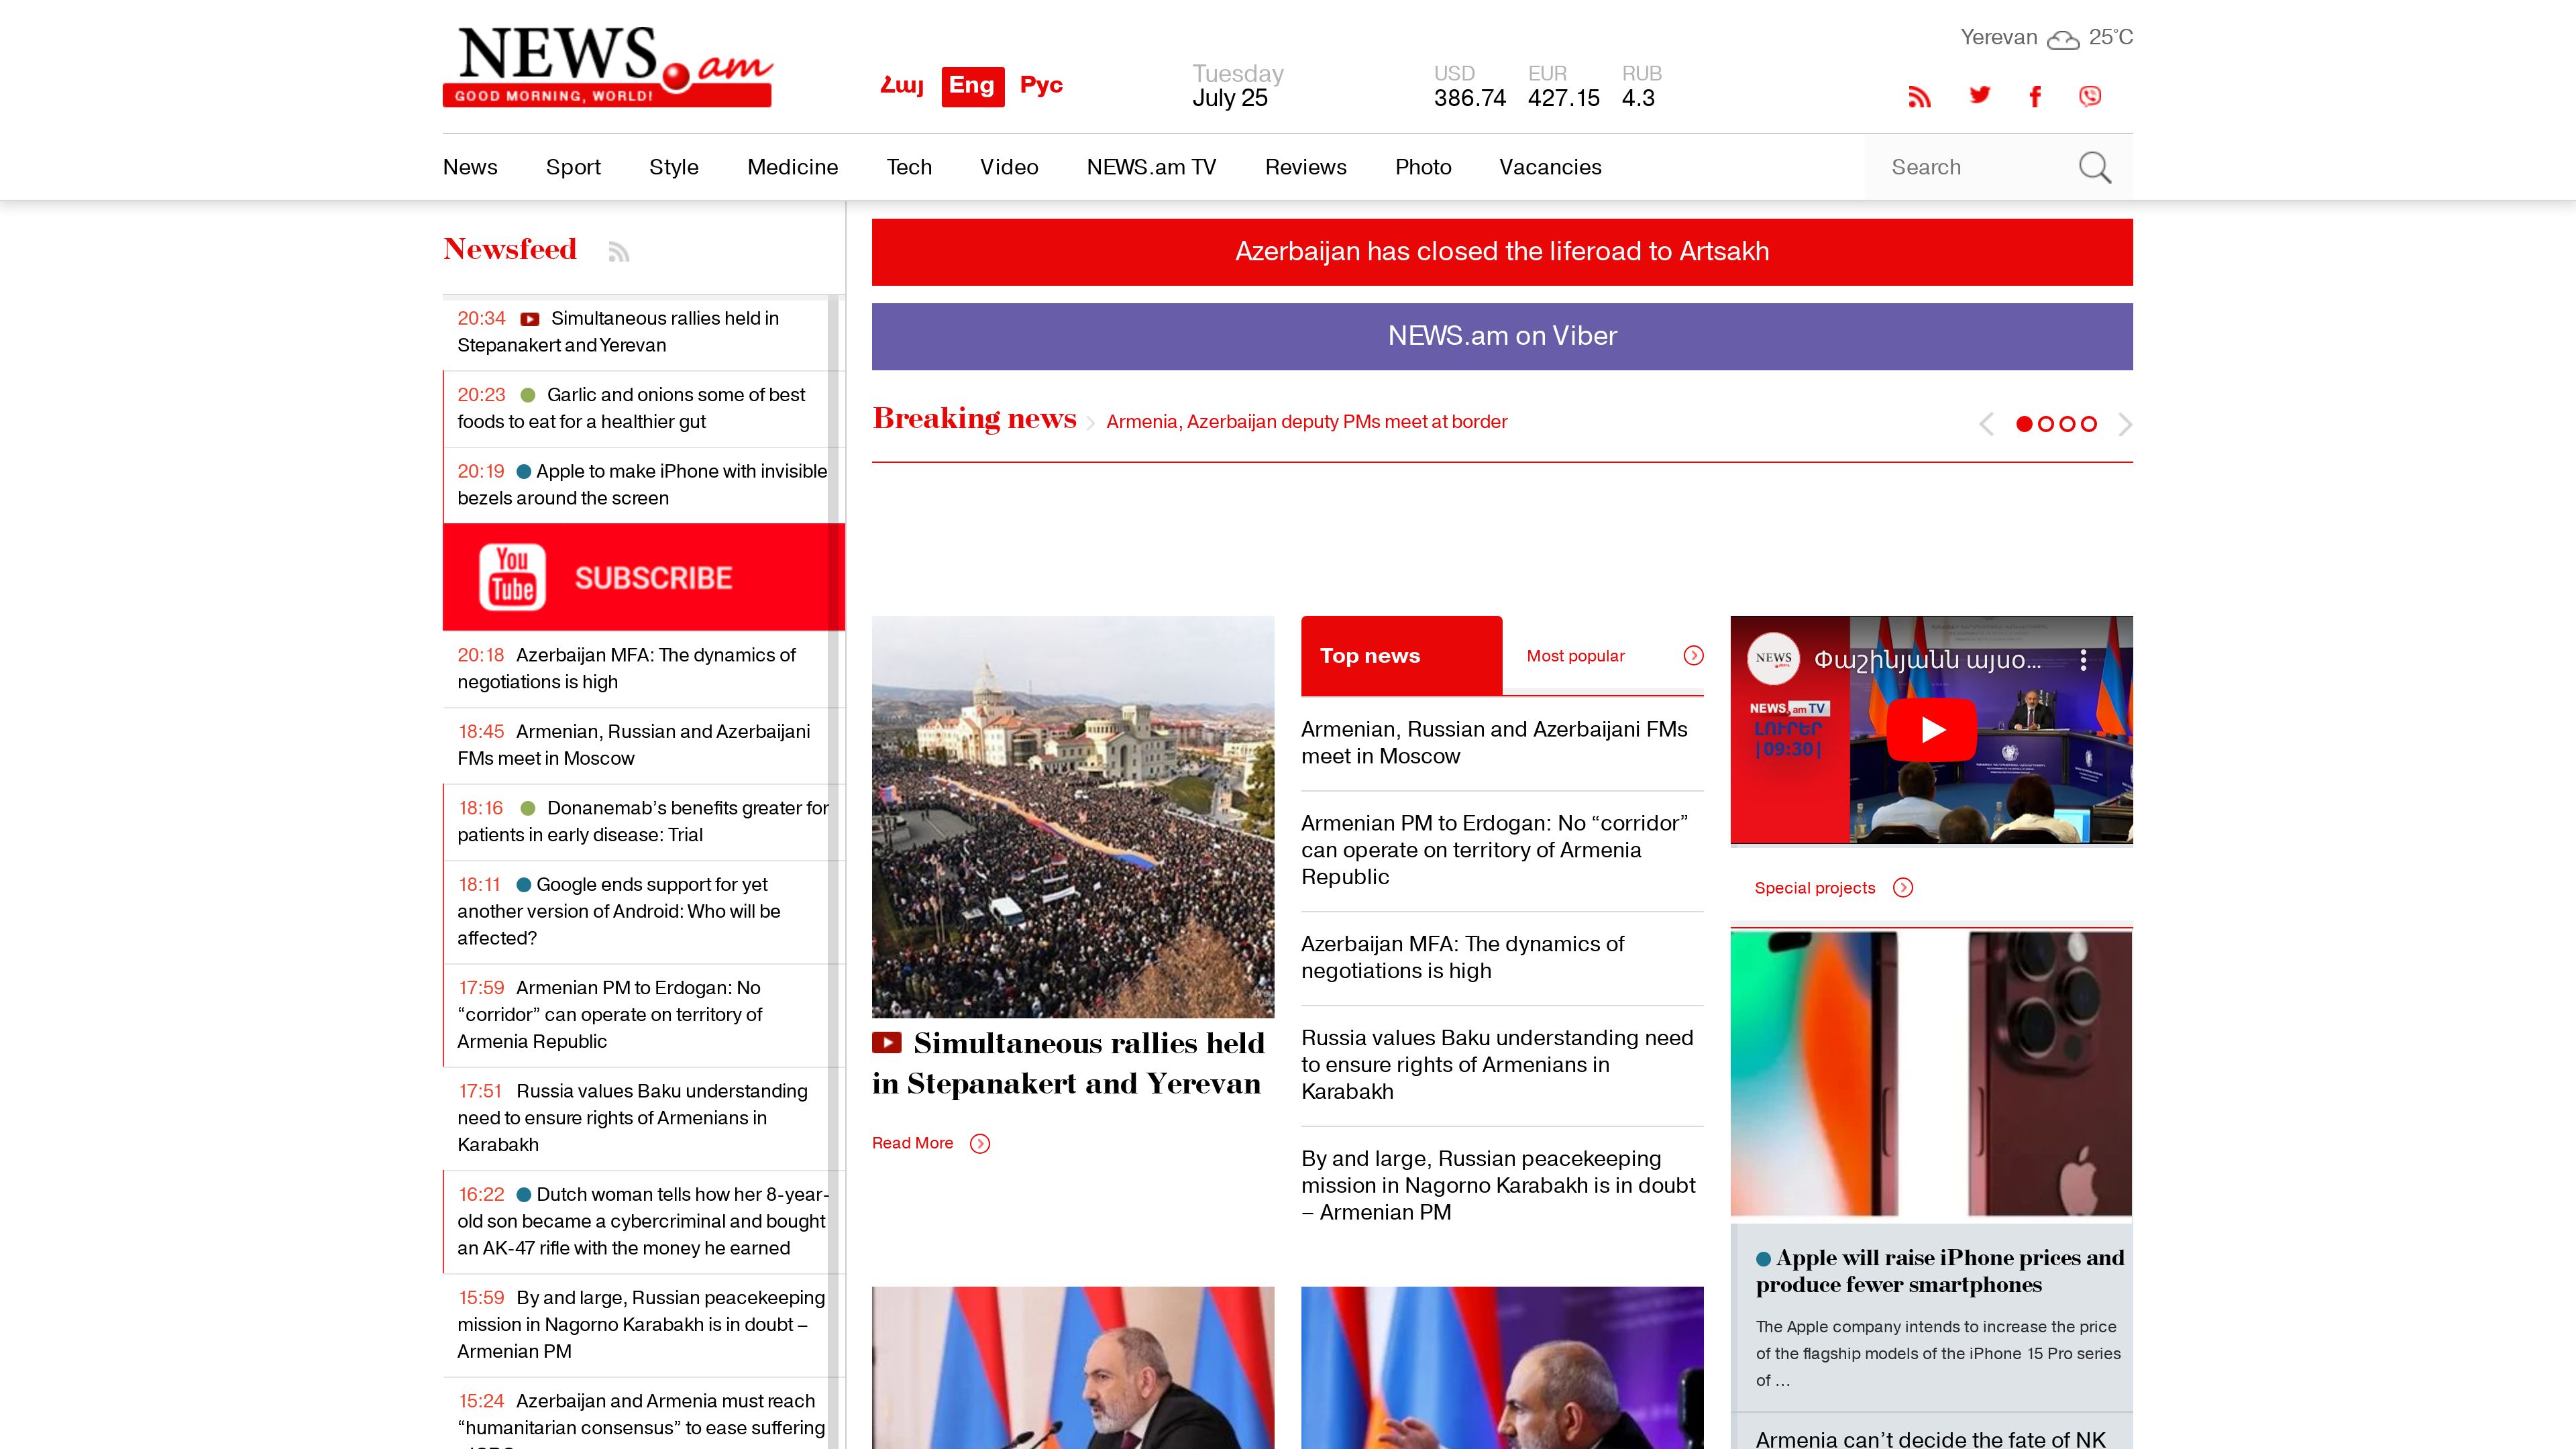 NEWS.am
GOOD MORNING, WORLD!
Հայ Eng Рус
Tuesday
July 25
USD EUR RUB
386.74 427.15 4.3
Yerevan 25°C
News Sport Style Medicine Tech Video NEWS.am TV Reviews Photo Vacancies
Search
Newsfeed
20:34 Simultaneous rallies held in
Stepanakert and Yerevan
20:23 Garlic and onions some of best
foods to eat for a healthier gut
20:19 Apple to make iPhone with invisible
bezels around the screen
You
Tube
SUBSCRIBE
20:18 Azerbaijan MFA: The dynamics of
negotiations is high
18:45 Armenian, Russian and Azerbaijani
FMs meet in Moscow
18:16 Donanemab’s benefits greater for
patients in early disease: Trial
18:11 Google ends support for yet
another version of Android: Who will be
affected?
17:59 Armenian PM to Erdogan: No
“corridor” can operate on territory of
Armenia Republic
17:51 Russia values Baku understanding
need to ensure rights of Armenians in
Karabakh
16:22 Dutch woman tells how her 8-year-
old son became a cybercriminal and bought
an AK-47 rifle with the money he earned
15:59 By and large, Russian peacekeeping
mission in Nagorno Karabakh is in doubt –
Armenian PM
15:24 Azerbaijan and Armenia must reach
“humanitarian consensus” to ease suffering
Azerbaijan has closed the liferoad to Artsakh
NEWS.am on Viber
Breaking news
Armenia, Azerbaijan deputy PMs meet at border
Simultaneous rallies held
in Stepanakert and Yerevan
Read More
Top news
Most popular
Armenian, Russian and Azerbaijani FMs
meet in Moscow
Armenian PM to Erdogan: No “corridor”
can operate on territory of Armenia
Republic
Azerbaijan MFA: The dynamics of
negotiations is high
Russia values Baku understanding need
to ensure rights of Armenians in
Karabakh
By and large, Russian peacekeeping
mission in Nagorno Karabakh is in doubt
– Armenian PM
NEWS
Փաշինյանն այսօ...
NEWS.am TV
ԼՈՒՐԵՐ
|09:30|
Special projects
Apple will raise iPhone prices and
produce fewer smartphones
The Apple company intends to increase the price
of the flagship models of the iPhone 15 Pro series
of ...
Armenia can’t decide the fate of NK